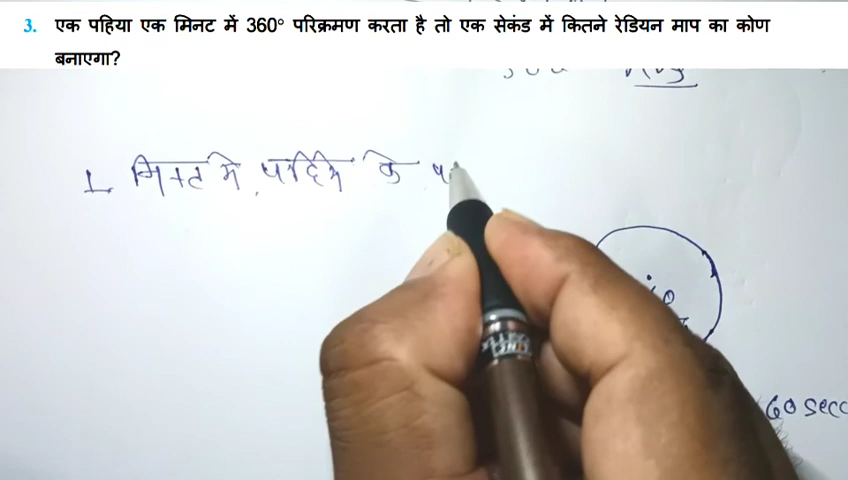 3. एक पहिया एक मिनट में 360° परिक्रमण करता है तो एक सेकंड में कितने रेडियन माप का कोण
बनाएगा?
1 मिनट मे पहिये के
60 sec